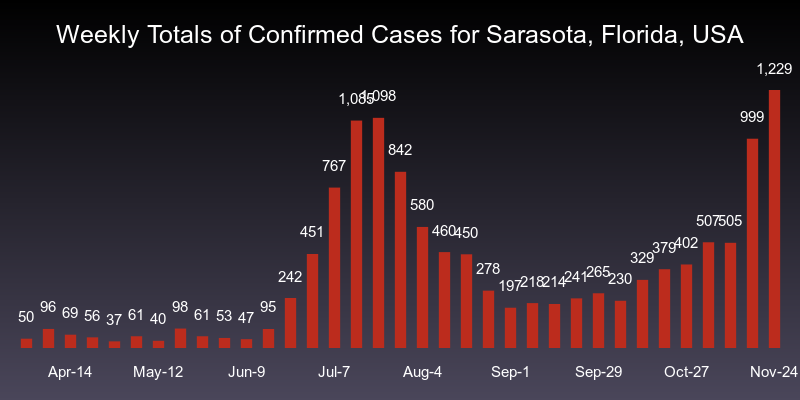 Weekly Totals of Confirmed Cases for Sarasota, Florida, USA
50 96 69 56 37 61 40 98 61 53 47 95 242 451 767 1,085 1,098 842 580 460 450 278 197 218 214 241 265 230 329 379 402 507 505 999 1,229
Apr-14 May-12 Jun-9 Jul-7 Aug-4 Sep-1 Sep-29 Oct-27 Nov-24